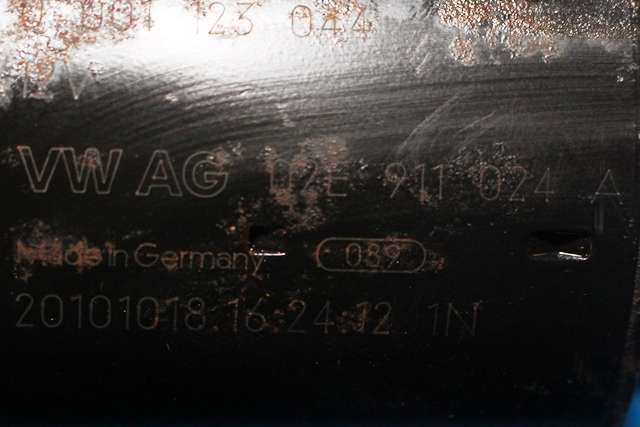 0 001 123 044
12V
VW AG 02E 911 024 A
Made in Germany 089
20101018 16 24 12 1N